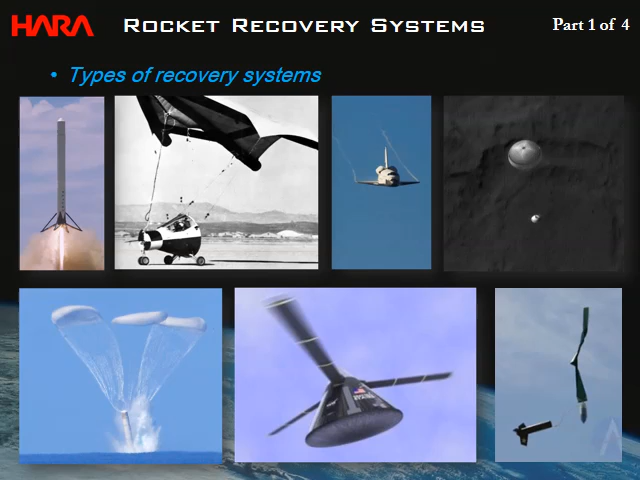 HARA
Rocket Recovery Systems
Part 1 of 4
• Types of recovery systems